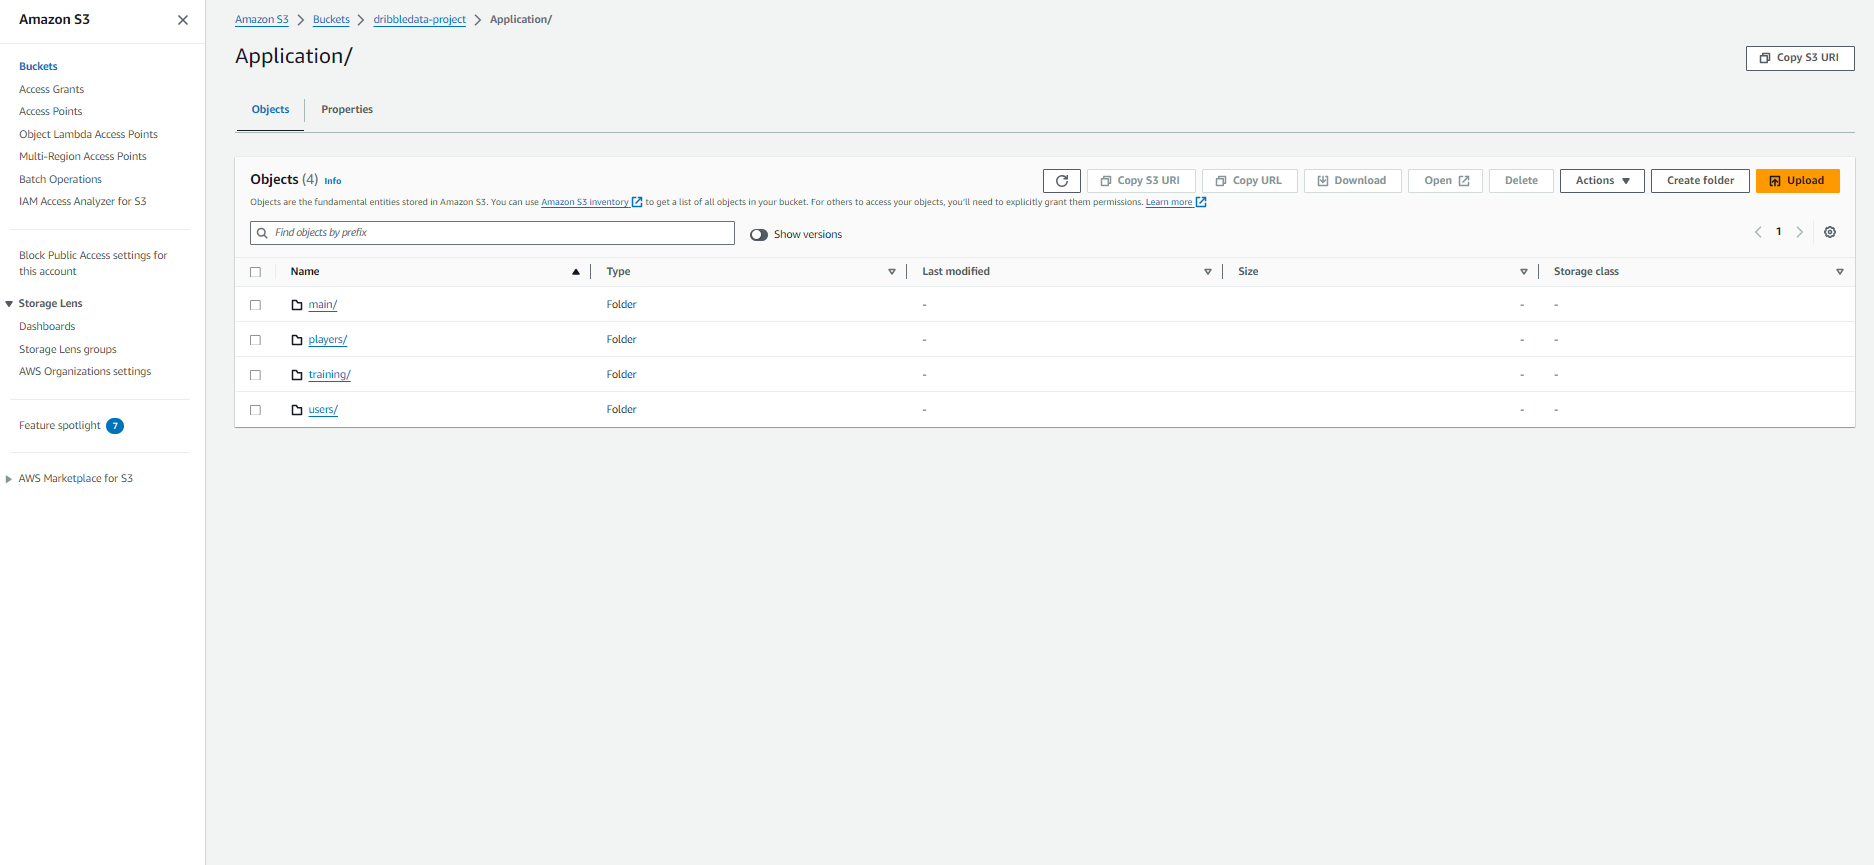 Amazon S3
Buckets
Access Grants
Access Points
Object Lambda Access Points
Multi-Region Access Points
Batch Operations
IAM Access Analyzer for S3
Block Public Access settings for
this account
Storage Lens
Dashboards
Storage Lens groups
AWS Organizations settings
Feature spotlight 7
AWS Marketplace for S3
Amazon S3 > Buckets > dribbledata-project > Application/
Application/
Copy S3 URI
Objects Properties
Objects (4) Info
Copy S3 URI Copy URL Download Open Delete Actions Create folder Upload
Objects are the fundamental entities stored in Amazon S3. You can use Amazon S3 inventory to get a list of all objects in your bucket. For others to access your objects, you'll need to explicitly grant them permissions. Learn more
Find objects by prefix Show versions 1
Name Type Last modified Size Storage class
main/ Folder - - -
players/ Folder - - -
training/ Folder - - -
users/ Folder - - -